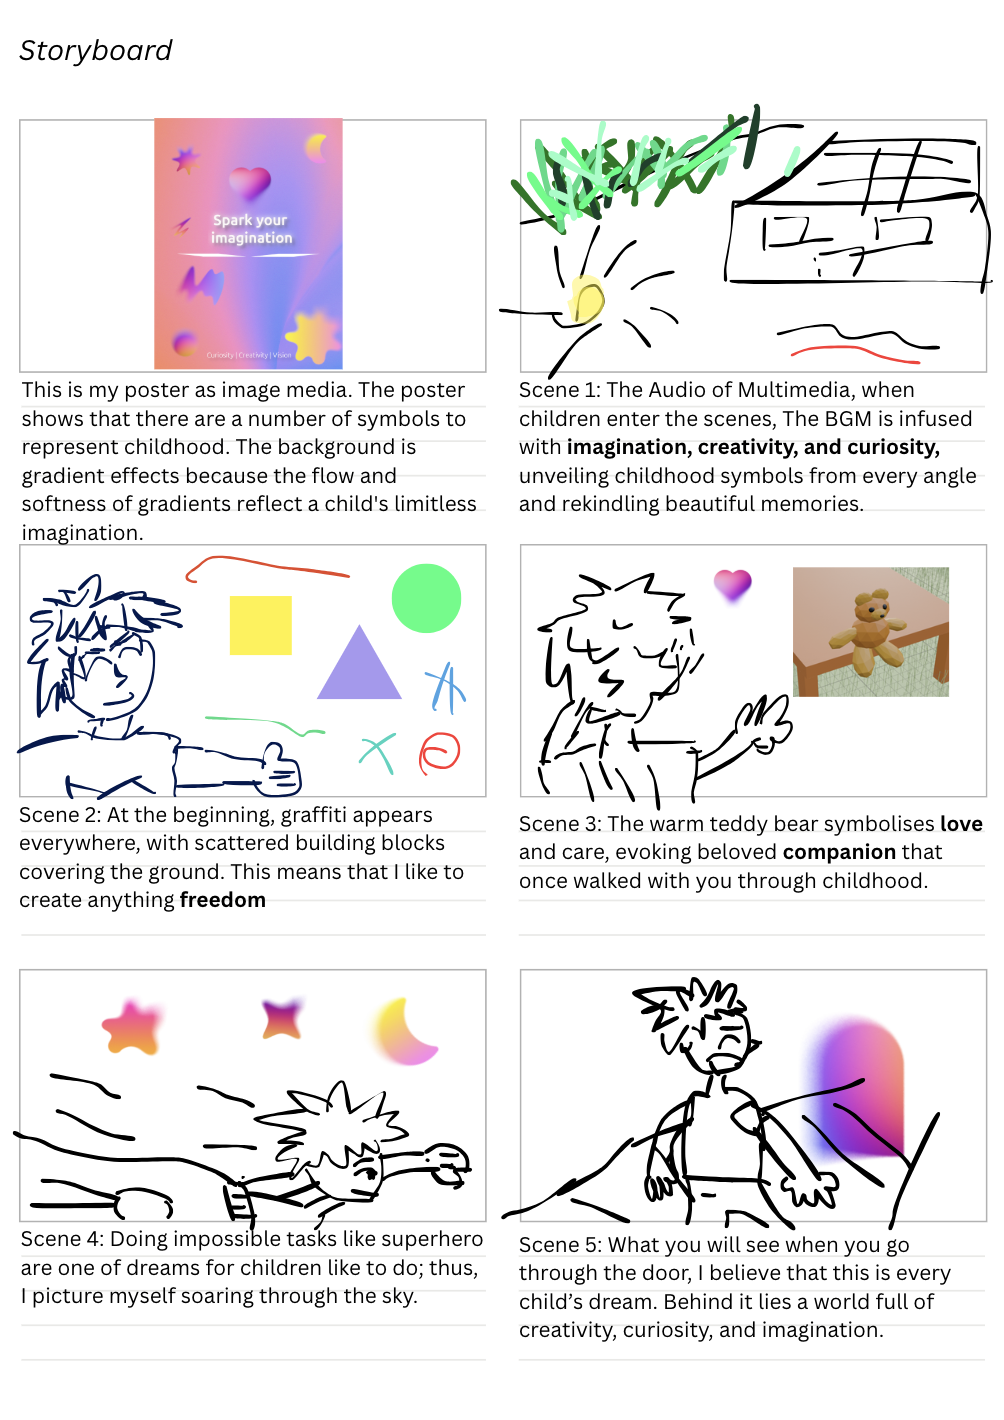 Storyboard
Spark your
imagination
Curiosity | Creativity | Vision
This is my poster as image media. The poster
shows that there are a number of symbols to
represent childhood. The background is
gradient effects because the flow and
softness of gradients reflect a child's limitless
imagination.
Scene 1: The Audio of Multimedia, when
children enter the scenes, The BGM is infused
with imagination, creativity, and curiosity,
unveiling childhood symbols from every angle
and rekindling beautiful memories.
Scene 2: At the beginning, graffiti appears
everywhere, with scattered building blocks
covering the ground. This means that I like to
create anything freedom
Scene 3: The warm teddy bear symbolises love
and care, evoking beloved companion that
once walked with you through childhood.
Scene 4: Doing impossible tasks like superhero
are one of dreams for children like to do; thus,
I picture myself soaring through the sky.
Scene 5: What you will see when you go
through the door, I believe that this is every
child’s dream. Behind it lies a world full of
creativity, curiosity, and imagination.